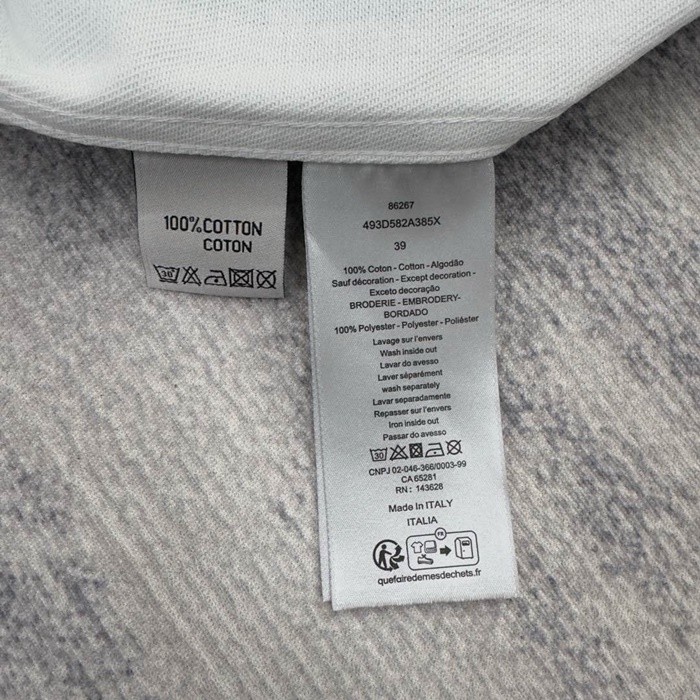 100%COTTON
COTON
30
86267
493D582A385X
39
100% Coton - Cotton - Algodão
Sauf décoration - Except decoration -
Exceto decoração
BRODERIE - EMBRODERY-
BORDADO
100% Polyester - Polyester - Poliéster
Lavage sur l'envers
Wash inside out
Lavar do avesso
Laver séparément
wash separately
Lavar separadamente
Repasser sur l'envers
Iron inside out
Passar do avesso
30
CNPJ 02-046-366/0003-99
CA 65281
RN : 143628
Made In ITALY
ITALIA
FR
quefairedemesdechets.fr